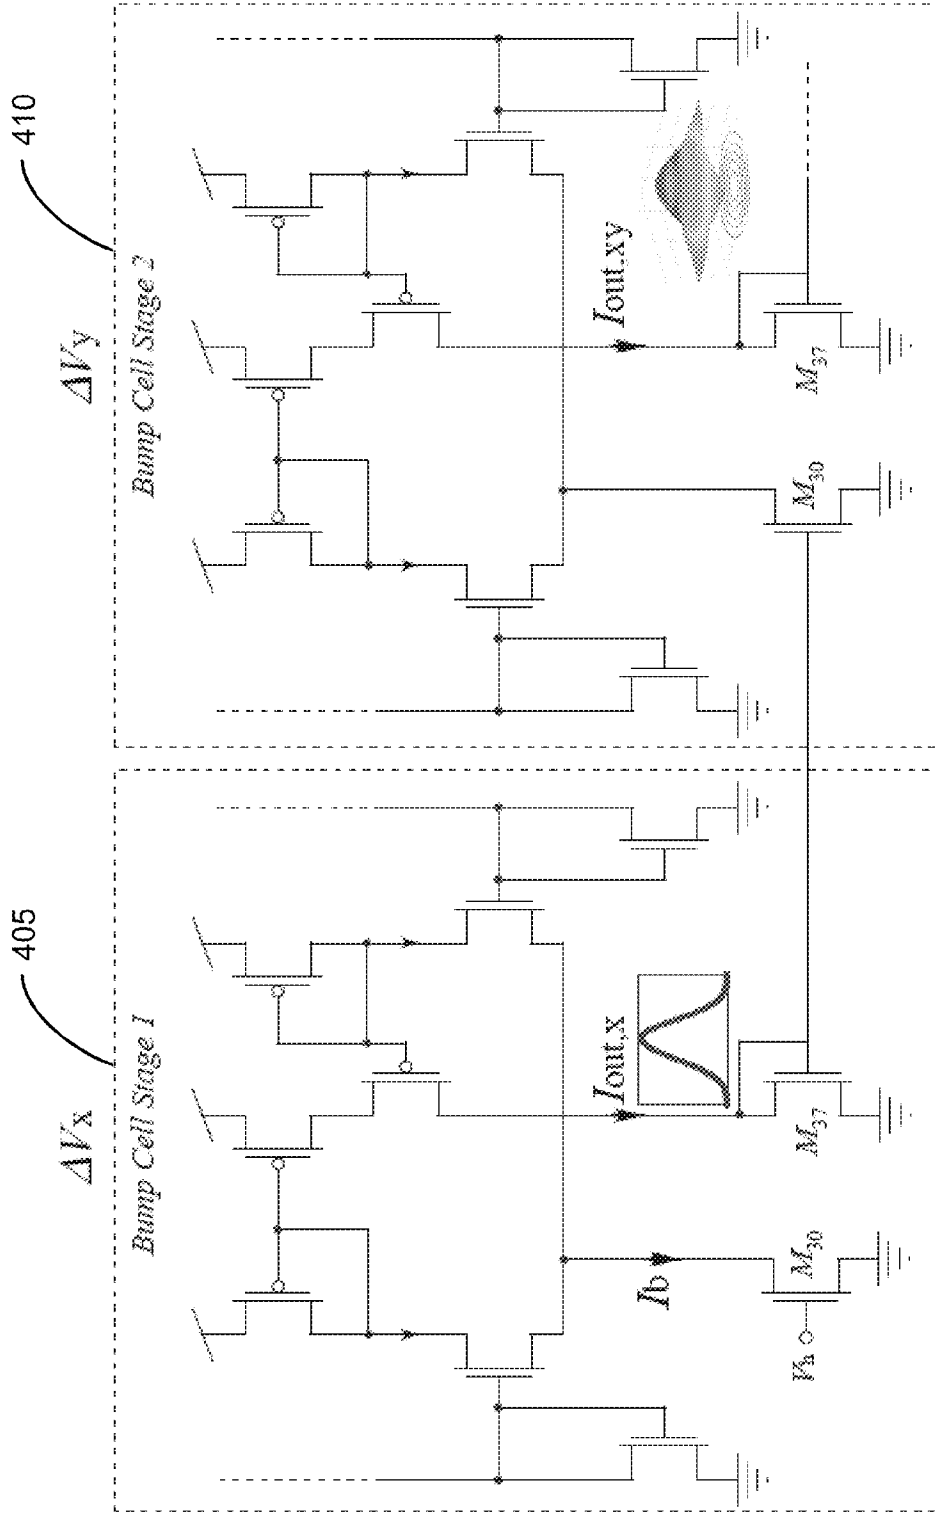 405
410
ΔVx
ΔVy
Bump Cell Stage 1
Bump Cell Stage 2
Iout,x
Iout,xy
Ib
M30
M37
M30
M37